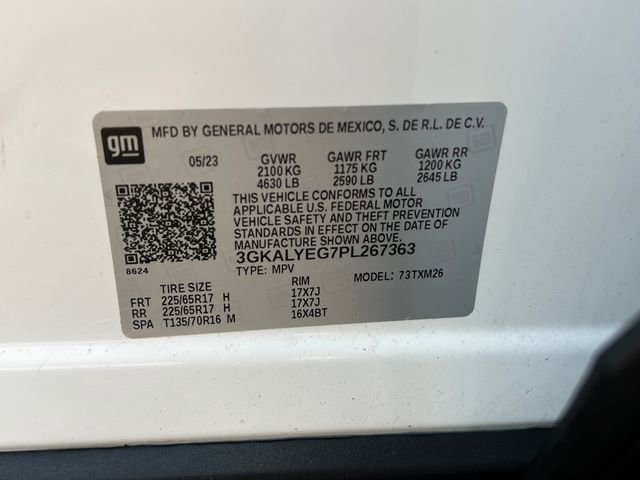 gm
MFD BY GENERAL MOTORS DE MEXICO, S. DE R.L. DE C.V.
05/23 GVWR GAWR FRT GAWR RR
2100 KG 1175 KG 1200 KG
4630 LB 2590 LB 2645 LB
THIS VEHICLE CONFORMS TO ALL
APPLICABLE U.S. FEDERAL MOTOR
VEHICLE SAFETY AND THEFT PREVENTION
STANDARDS IN EFFECT ON THE DATE OF
MANUFACTURE SHOWN ABOVE.
3GKALYEG7PL267363
8624
TYPE: MPV MODEL: 73TXM26
TIRE SIZE RIM
FRT 225/65R17 H 17X7J
RR 225/65R17 H 17X7J
SPA T135/70R16 M 16X4BT